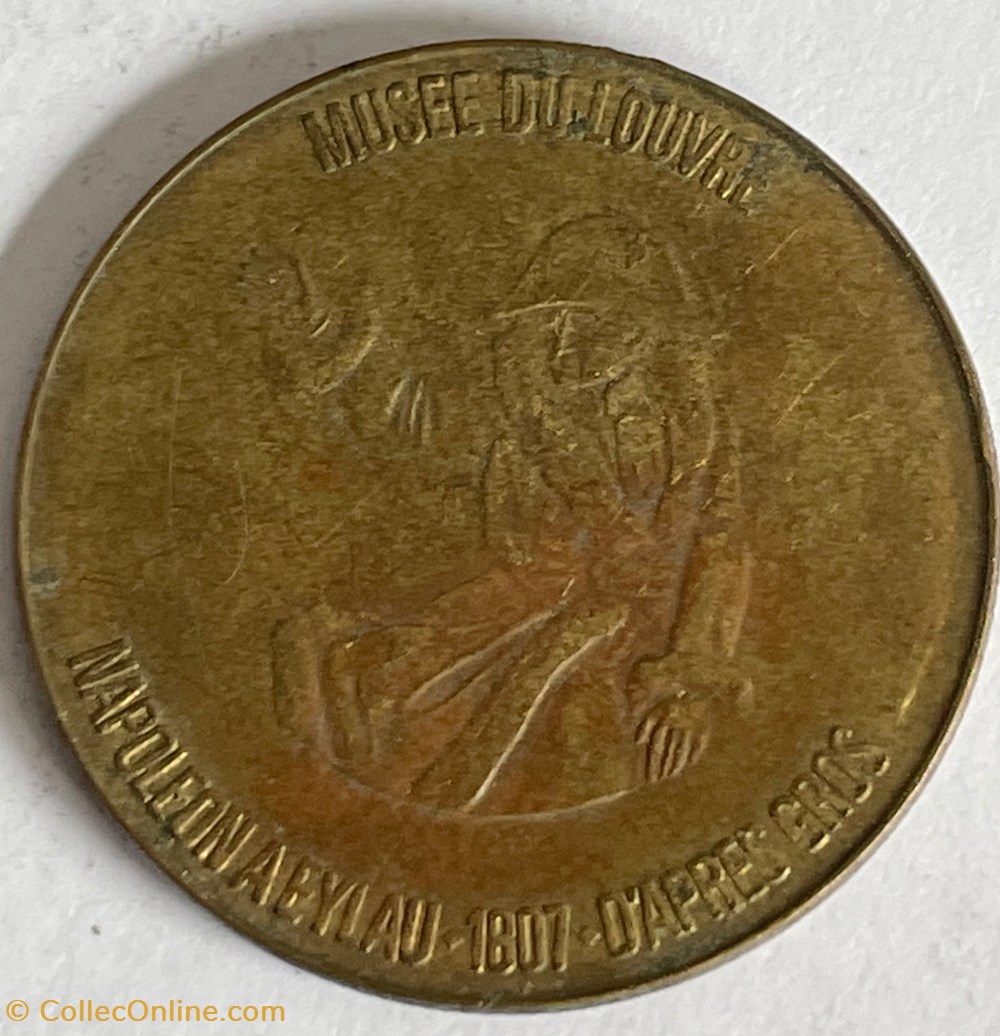 MUSEE DU LOUVRE
NAPOLEON A EYLAU · 1807 · D'APRES GROS
© CollecOnline.com